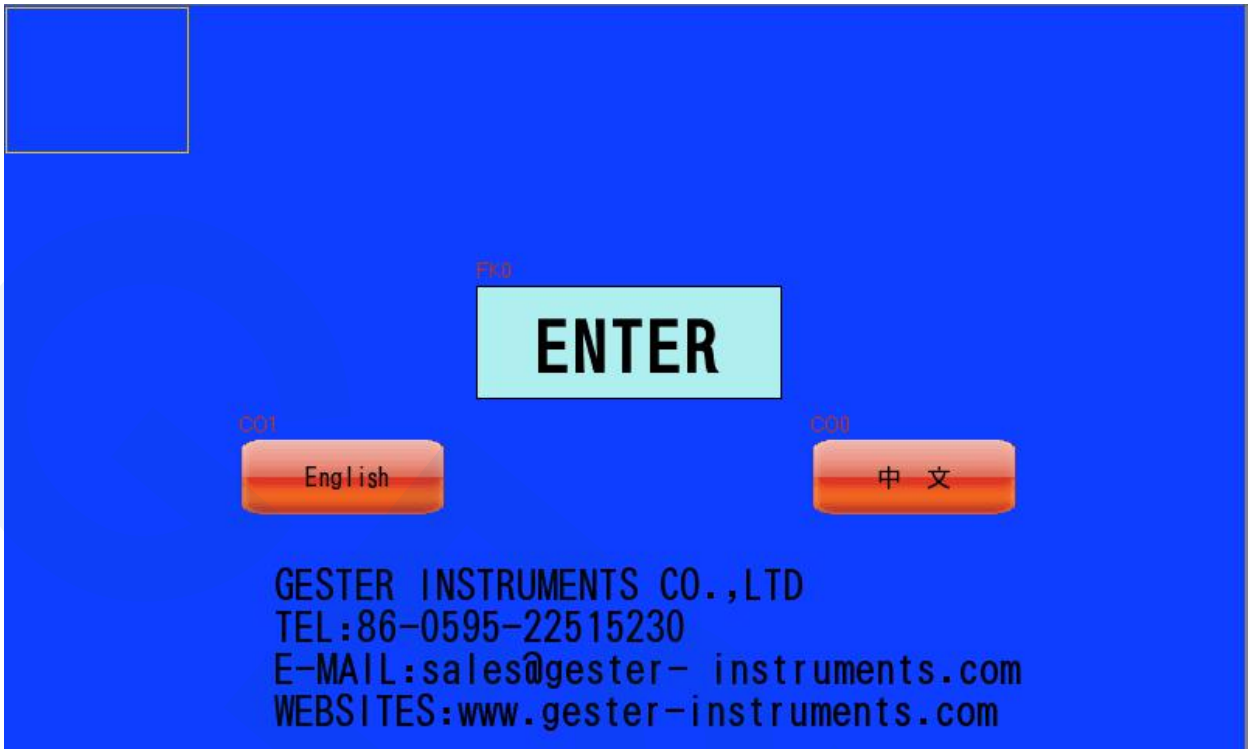 FK0
ENTER
CO1
CO0
English
中 文
GESTER INSTRUMENTS CO.,LTD
TEL:86-0595-22515230
E-MAIL:sales@gester- instruments.com
WEBSITES:www.gester-instruments.com